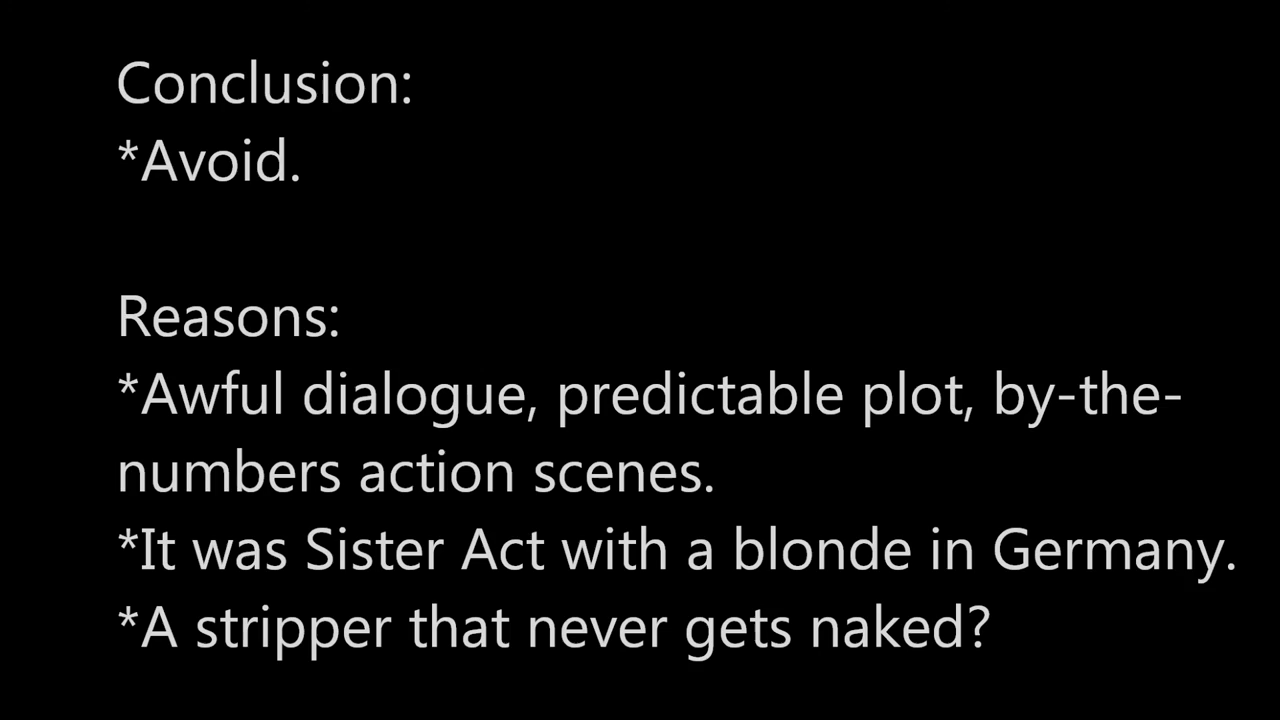 Conclusion:
*Avoid.
Reasons:
*Awful dialogue, predictable plot, by-the-
numbers action scenes.
*It was Sister Act with a blonde in Germany.
*A stripper that never gets naked?